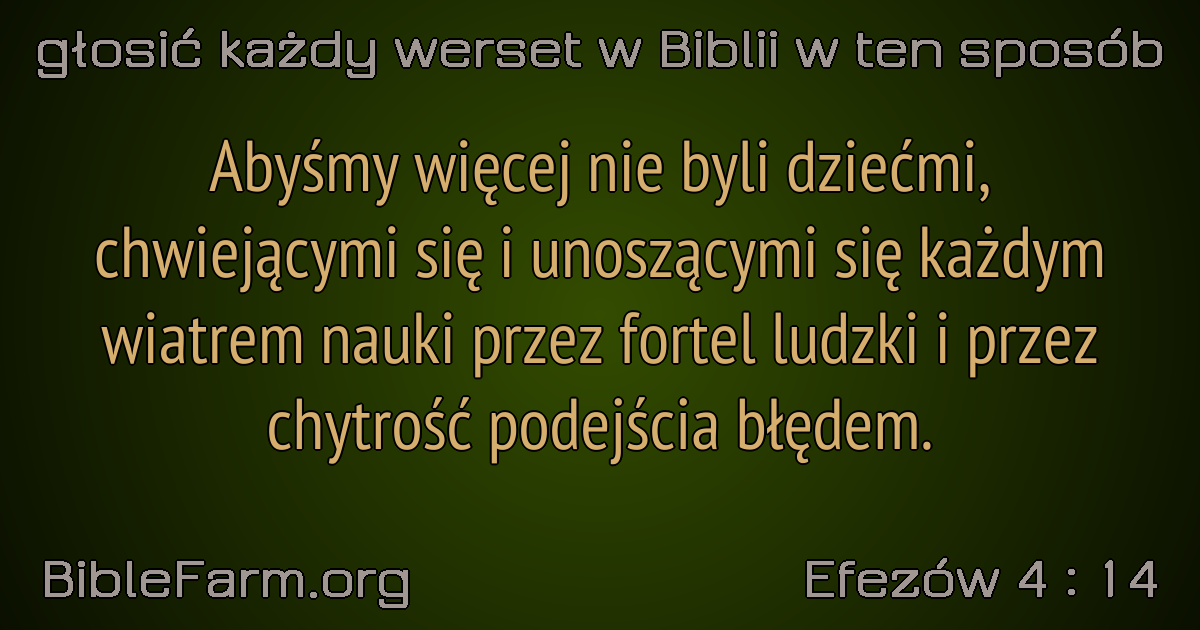 głosić każdy werset w Biblii w ten sposób
Abyśmy więcej nie byli dziećmi,
chwiejącymi się i unoszącymi się każdym
wiatrem nauki przez fortel ludzki i przez
chytrość podejścia błędem.
BibleFarm.org
Efezów 4 : 14